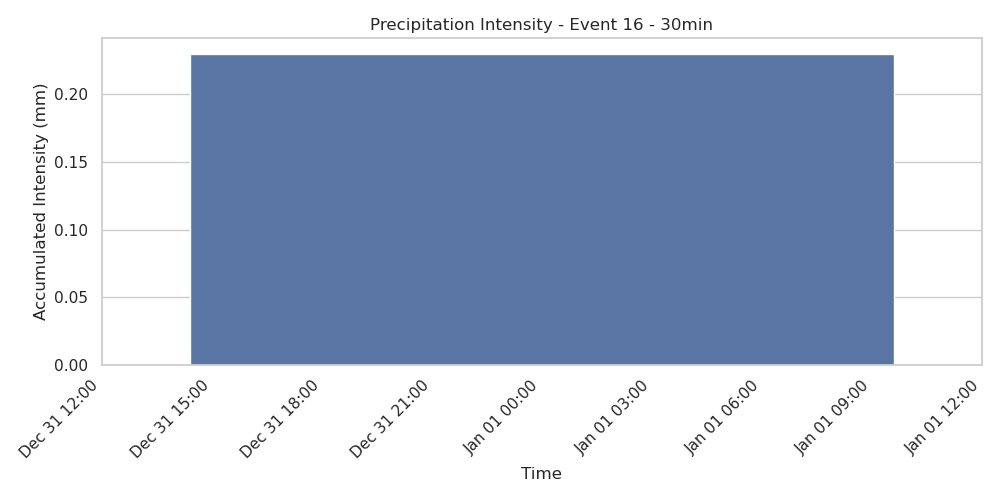 Precipitation Intensity - Event 16 - 30min
Accumulated Intensity (mm)
0.20
0.15
0.10
0.05
0.00
Dec 31 12:00
Dec 31 15:00
Dec 31 18:00
Dec 31 21:00
Jan 01 00:00
Jan 01 03:00
Jan 01 06:00
Jan 01 09:00
Jan 01 12:00
Time